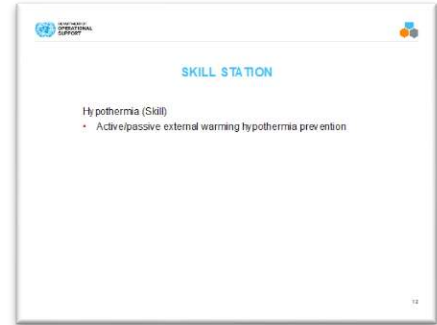 DEPARTMENT OF
OPERATIONAL
SUPPORT
SKILL STATION
Hypothermia (Skill)
• Active/passive external warming hypothermia prevention